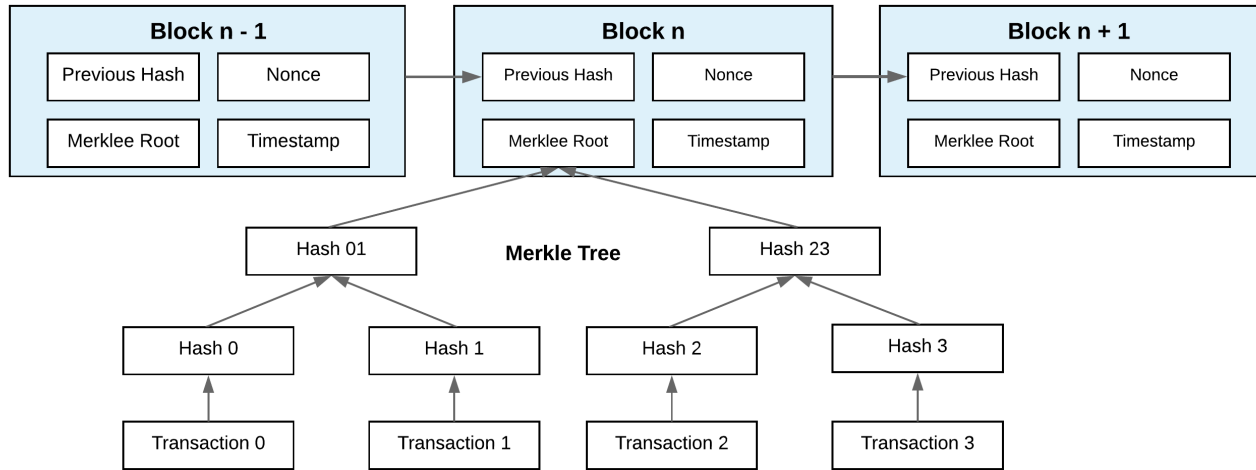 Block n - 1
Block n
Block n + 1
Previous Hash
Nonce
Previous Hash
Nonce
Previous Hash
Nonce
Merklee Root
Timestamp
Merklee Root
Timestamp
Merklee Root
Timestamp
Hash 01
Merkle Tree
Hash 23
Hash 0
Hash 1
Hash 2
Hash 3
Transaction 0
Transaction 1
Transaction 2
Transaction 3